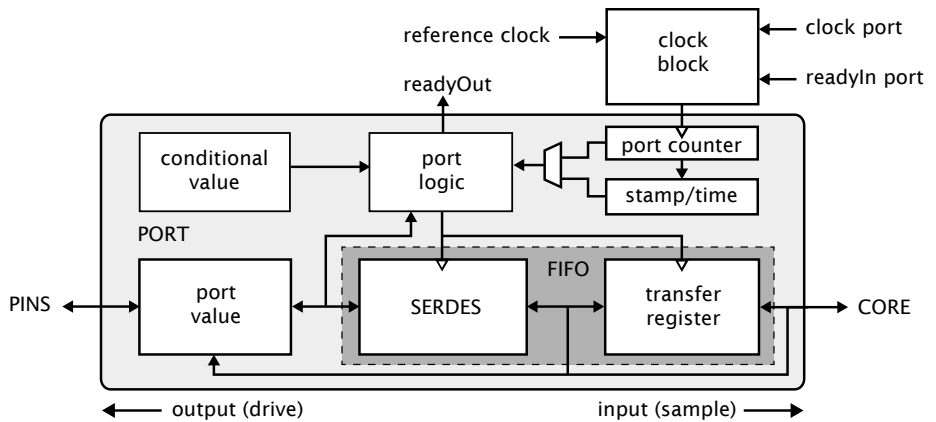 reference clock
clock
block
clock port
readyIn port
readyOut
conditional
value
port
logic
port counter
stamp/time
PORT
FIFO
PINS
port
value
SERDES
transfer
register
CORE
output (drive)
input (sample)